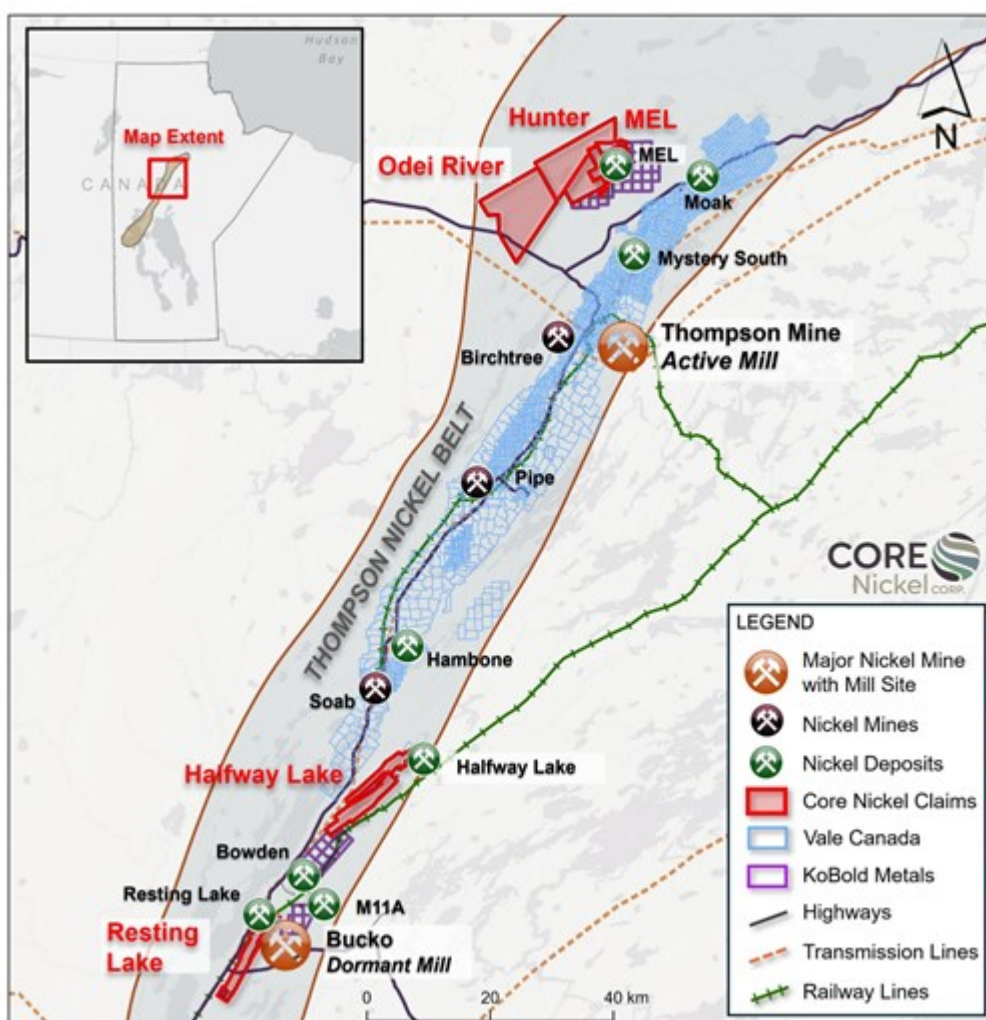 Hudson
Bay
Map Extent
CANADA
N
Hunter
MEL
MEL
Odei River
Moak
Mystery South
Birchtree
Thompson Mine
Active Mill
THOMPSON NICKEL BELT
Pipe
Hambone
Soab
Halfway Lake
Halfway Lake
Bowden
Resting Lake
M11A
Resting
Lake
Bucko
Dormant Mill
0 20 40 km
CORE
Nickel CORP.
LEGEND
Major Nickel Mine
with Mill Site
Nickel Mines
Nickel Deposits
Core Nickel Claims
Vale Canada
KoBold Metals
Highways
Transmission Lines
Railway Lines